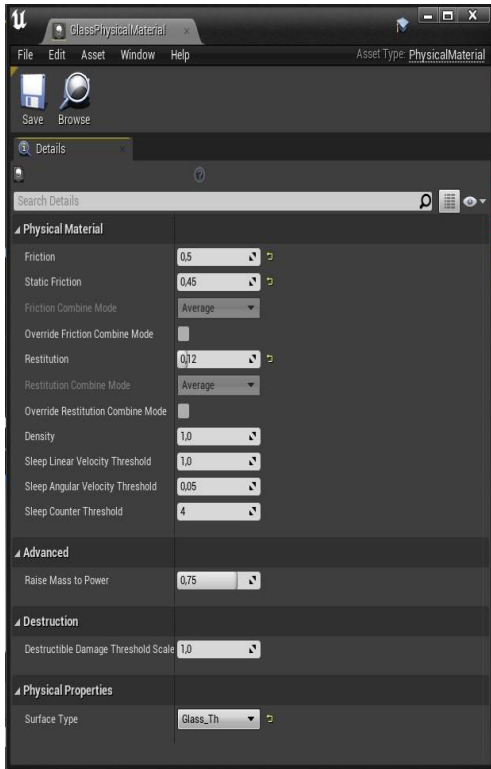 GlassPhysicalMaterial
File Edit Asset Window Help Asset Type: PhysicalMaterial
Save Browse
Details
Search Details
Physical Material
Friction 0,5
Static Friction 0,45
Friction Combine Mode Average
Override Friction Combine Mode
Restitution 0,12
Restitution Combine Mode Average
Override Restitution Combine Mode
Density 1,0
Sleep Linear Velocity Threshold 1,0
Sleep Angular Velocity Threshold 0,05
Sleep Counter Threshold 4
Advanced
Raise Mass to Power 0,75
Destruction
Destructible Damage Threshold Scale 1,0
Physical Properties
Surface Type Glass_Th